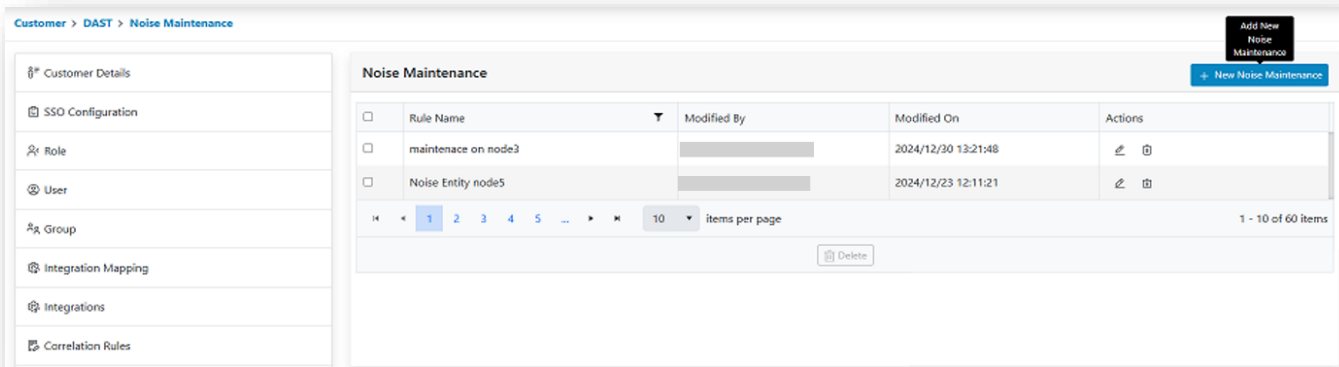 Customer > DAST > Noise Maintenance
Add New
Noise
Maintenance
Customer Details
SSO Configuration
Role
User
Group
Integration Mapping
Integrations
Correlation Rules
Noise Maintenance
+ New Noise Maintenance
Rule Name Modified By Modified On Actions
maintenace on node3 2024/12/30 13:21:48
Noise Entity node5 2024/12/23 12:11:21
1 2 3 4 5 ... 10 items per page 1 - 10 of 60 items
Delete